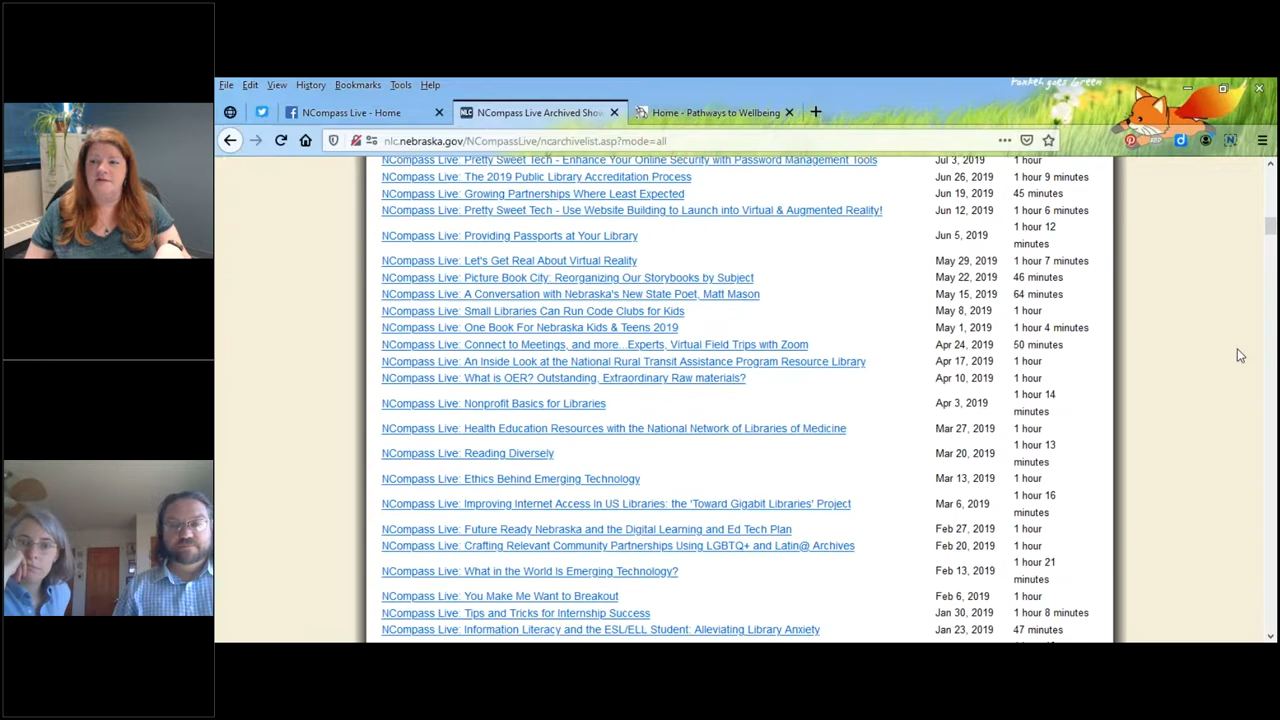 File Edit View History Bookmarks Tools Help
NCompass Live - Home
NLC NCompass Live Archived Show
Home - Pathways to Wellbeing
nlc.nebraska.gov/NCompassLive/ncarchivelist.asp?mode=all
NCompass Live: Pretty Sweet Tech - Enhance Your Online Security with Password Management Tools Jul 3, 2019 1 hour
NCompass Live: The 2019 Public Library Accreditation Process Jun 26, 2019 1 hour 9 minutes
NCompass Live: Growing Partnerships Where Least Expected Jun 19, 2019 45 minutes
NCompass Live: Pretty Sweet Tech - Use Website Building to Launch into Virtual & Augmented Reality! Jun 12, 2019 1 hour 6 minutes
NCompass Live: Providing Passports at Your Library Jun 5, 2019 1 hour 12
minutes
NCompass Live: Let's Get Real About Virtual Reality May 29, 2019 1 hour 7 minutes
NCompass Live: Picture Book City: Reorganizing Our Storybooks by Subject May 22, 2019 46 minutes
NCompass Live: A Conversation with Nebraska's New State Poet, Matt Mason May 15, 2019 64 minutes
NCompass Live: Small Libraries Can Run Code Clubs for Kids May 8, 2019 1 hour
NCompass Live: One Book For Nebraska Kids & Teens 2019 May 1, 2019 1 hour 4 minutes
NCompass Live: Connect to Meetings, and more...Experts, Virtual Field Trips with Zoom Apr 24, 2019 50 minutes
NCompass Live: An Inside Look at the National Rural Transit Assistance Program Resource Library Apr 17, 2019 1 hour
NCompass Live: What is OER? Outstanding, Extraordinary Raw materials? Apr 10, 2019 1 hour
NCompass Live: Nonprofit Basics for Libraries Apr 3, 2019 1 hour 14
minutes
NCompass Live: Health Education Resources with the National Network of Libraries of Medicine Mar 27, 2019 1 hour
NCompass Live: Reading Diversely Mar 20, 2019 1 hour 13
minutes
NCompass Live: Ethics Behind Emerging Technology Mar 13, 2019 1 hour
NCompass Live: Improving Internet Access in US Libraries: the 'Toward Gigabit Libraries' Project Mar 6, 2019 1 hour 16
minutes
NCompass Live: Future Ready Nebraska and the Digital Learning and Ed Tech Plan Feb 27, 2019 1 hour
NCompass Live: Crafting Relevant Community Partnerships Using LGBTQ+ and Latin@ Archives Feb 20, 2019 1 hour
NCompass Live: What in the World Is Emerging Technology? Feb 13, 2019 1 hour 21
minutes
NCompass Live: You Make Me Want to Breakout Feb 6, 2019 1 hour
NCompass Live: Tips and Tricks for Internship Success Jan 30, 2019 1 hour 8 minutes
NCompass Live: Information Literacy and the ESL/ELL Student: Alleviating Library Anxiety Jan 23, 2019 47 minutes